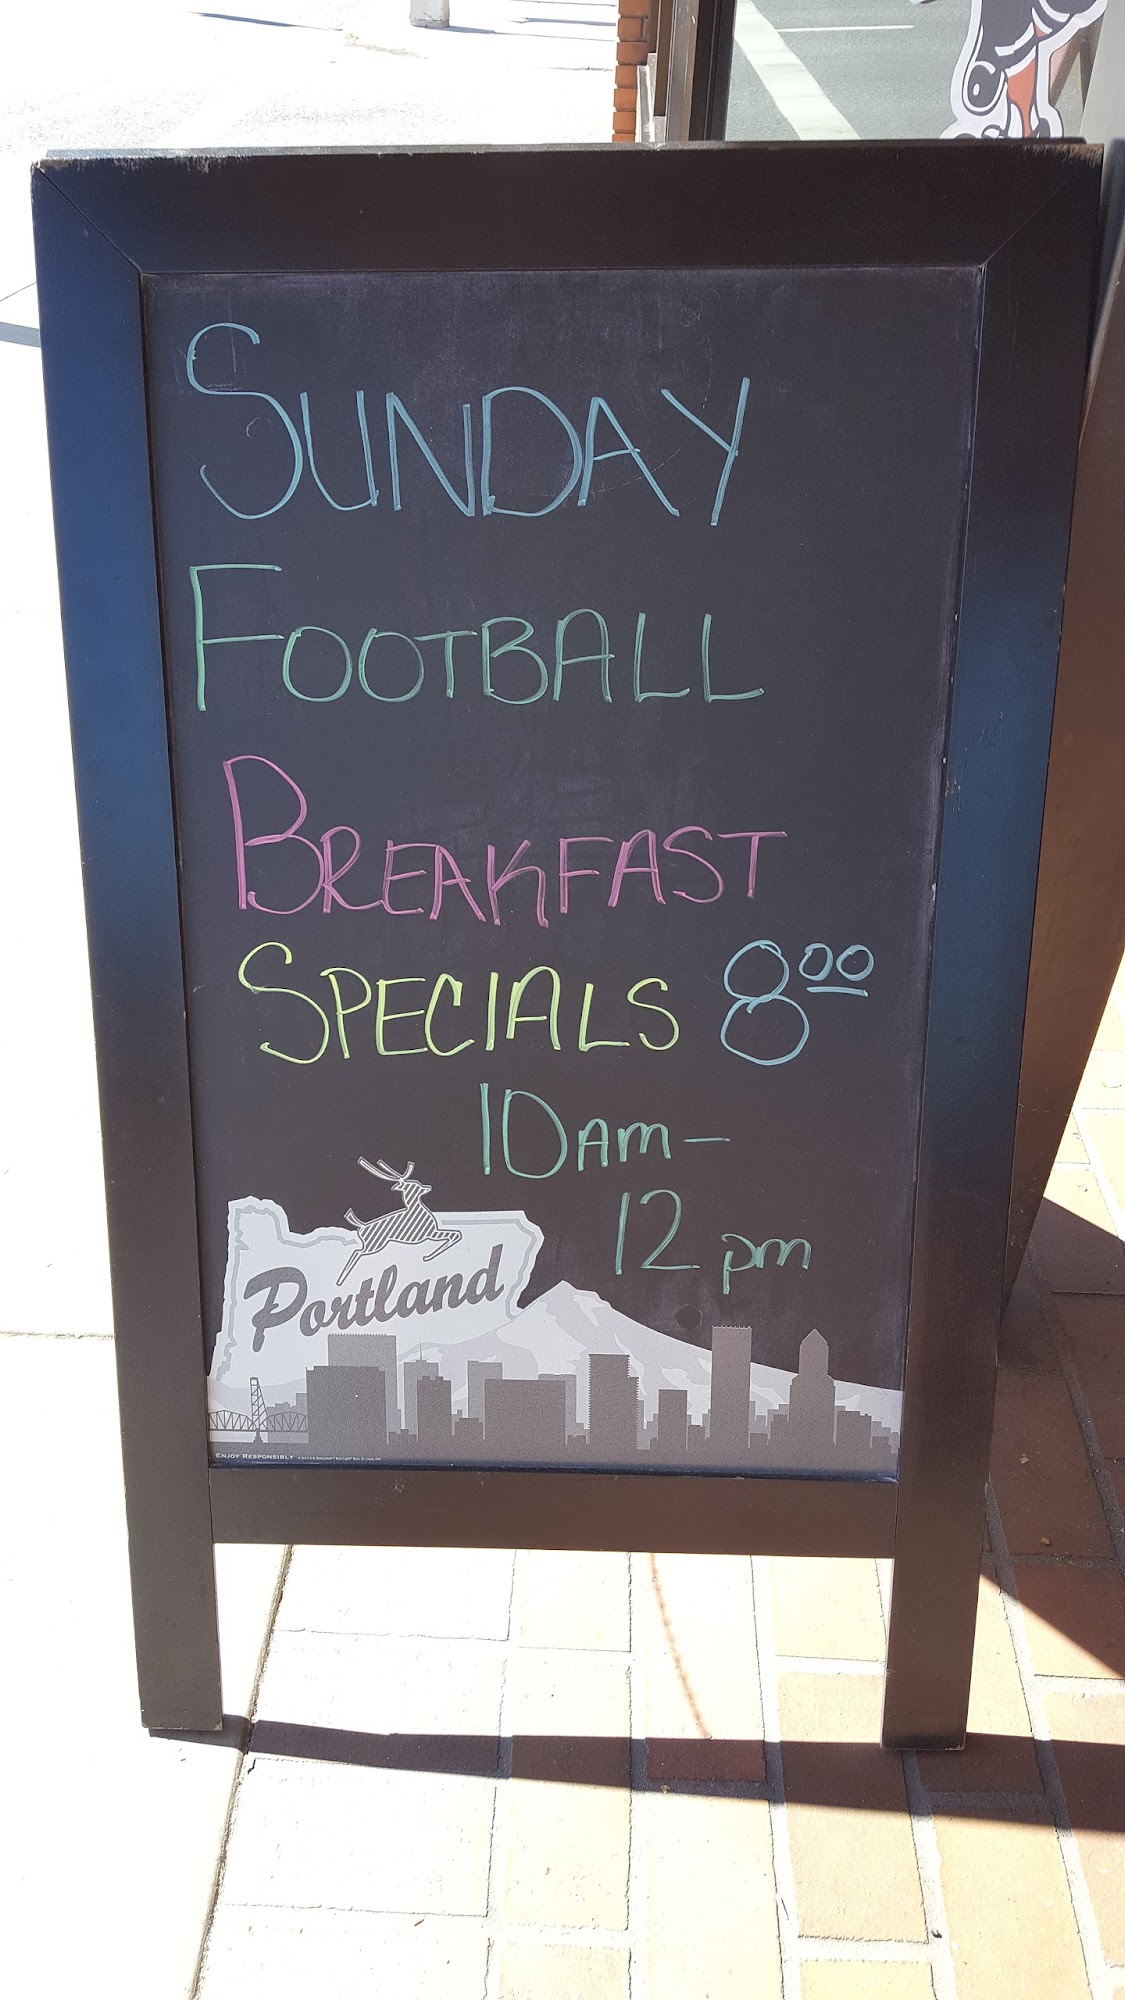 SUNDAY
FOOTBALL
BREAKFAST
SPECIALS 8 00
10AM-
12 pm
Portland
ENJOY RESPONSIBLY